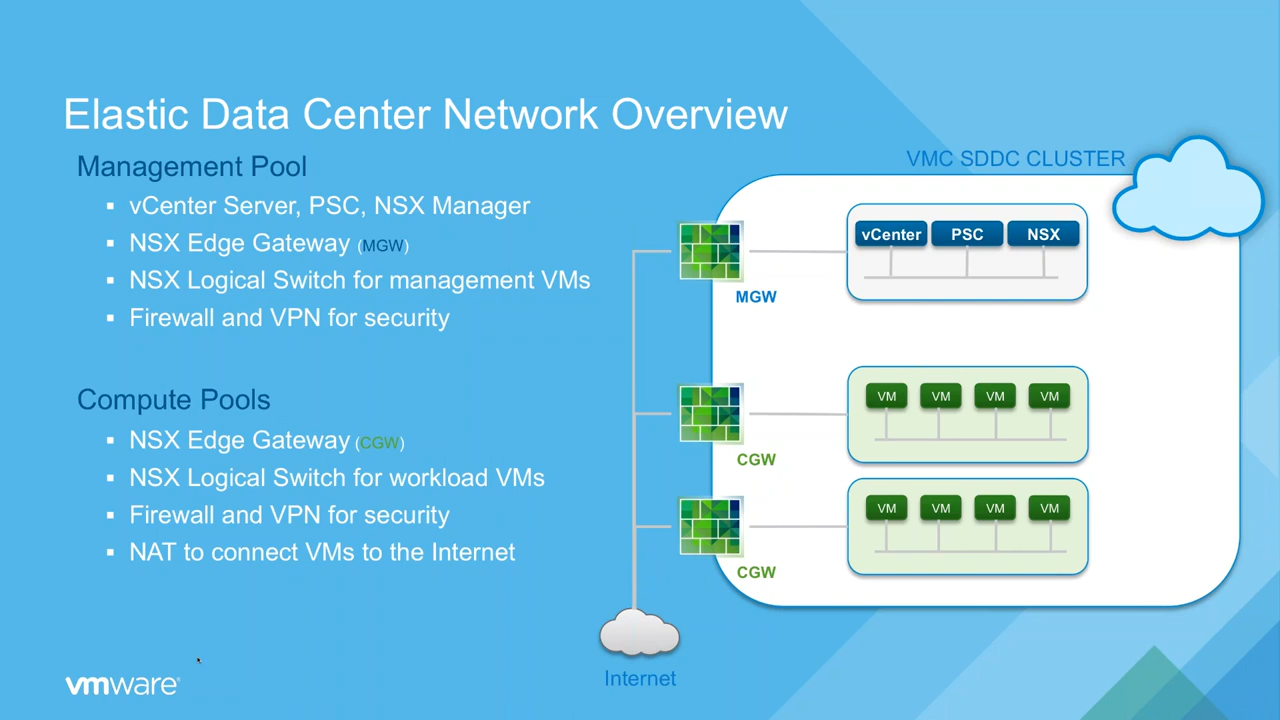 Elastic Data Center Network Overview
Management Pool
▪ vCenter Server, PSC, NSX Manager
▪ NSX Edge Gateway (MGW)
▪ NSX Logical Switch for management VMs
▪ Firewall and VPN for security
Compute Pools
▪ NSX Edge Gateway (CGW)
▪ NSX Logical Switch for workload VMs
▪ Firewall and VPN for security
▪ NAT to connect VMs to the Internet
VMC SDDC CLUSTER
vCenter PSC NSX
MGW
VM VM VM VM
CGW
VM VM VM VM
CGW
Internet
vmware®